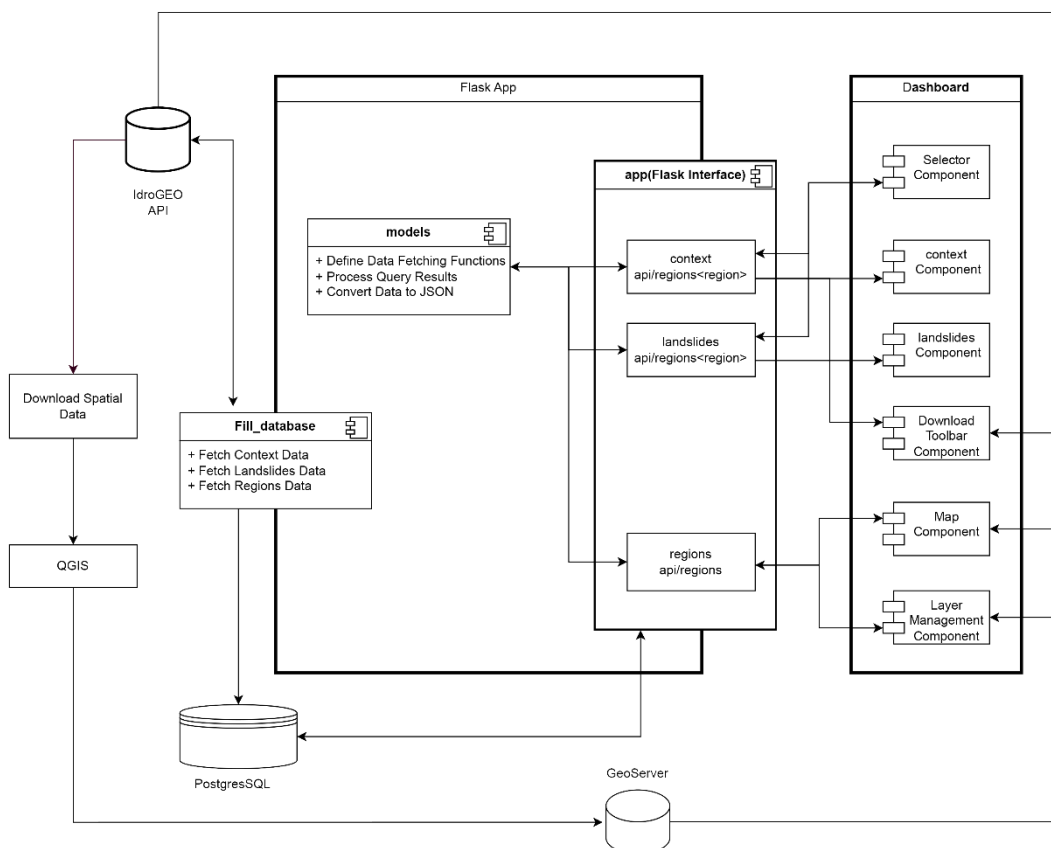 Flask App
Dashboard
IdroGEO
API
app(Flask Interface)
Selector
Component
models
+ Define Data Fetching Functions
+ Process Query Results
+ Convert Data to JSON
context
api/regions<region>
context
Component
landslides
api/regions<region>
landslides
Component
Download Spatial
Data
Fill_database
+ Fetch Context Data
+ Fetch Landslides Data
+ Fetch Regions Data
Download
Toolbar
Component
QGIS
regions
api/regions
Map
Component
Layer
Management
Component
PostgresSQL
GeoServer